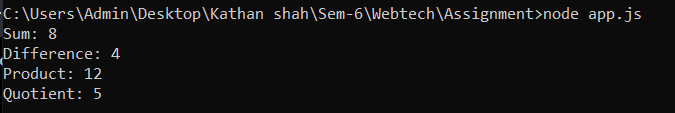 C:\Users\Admin\Desktop\Kathan shah\Sem-6\Webtech\Assignment>node app.js
Sum: 8
Difference: 4
Product: 12
Quotient: 5